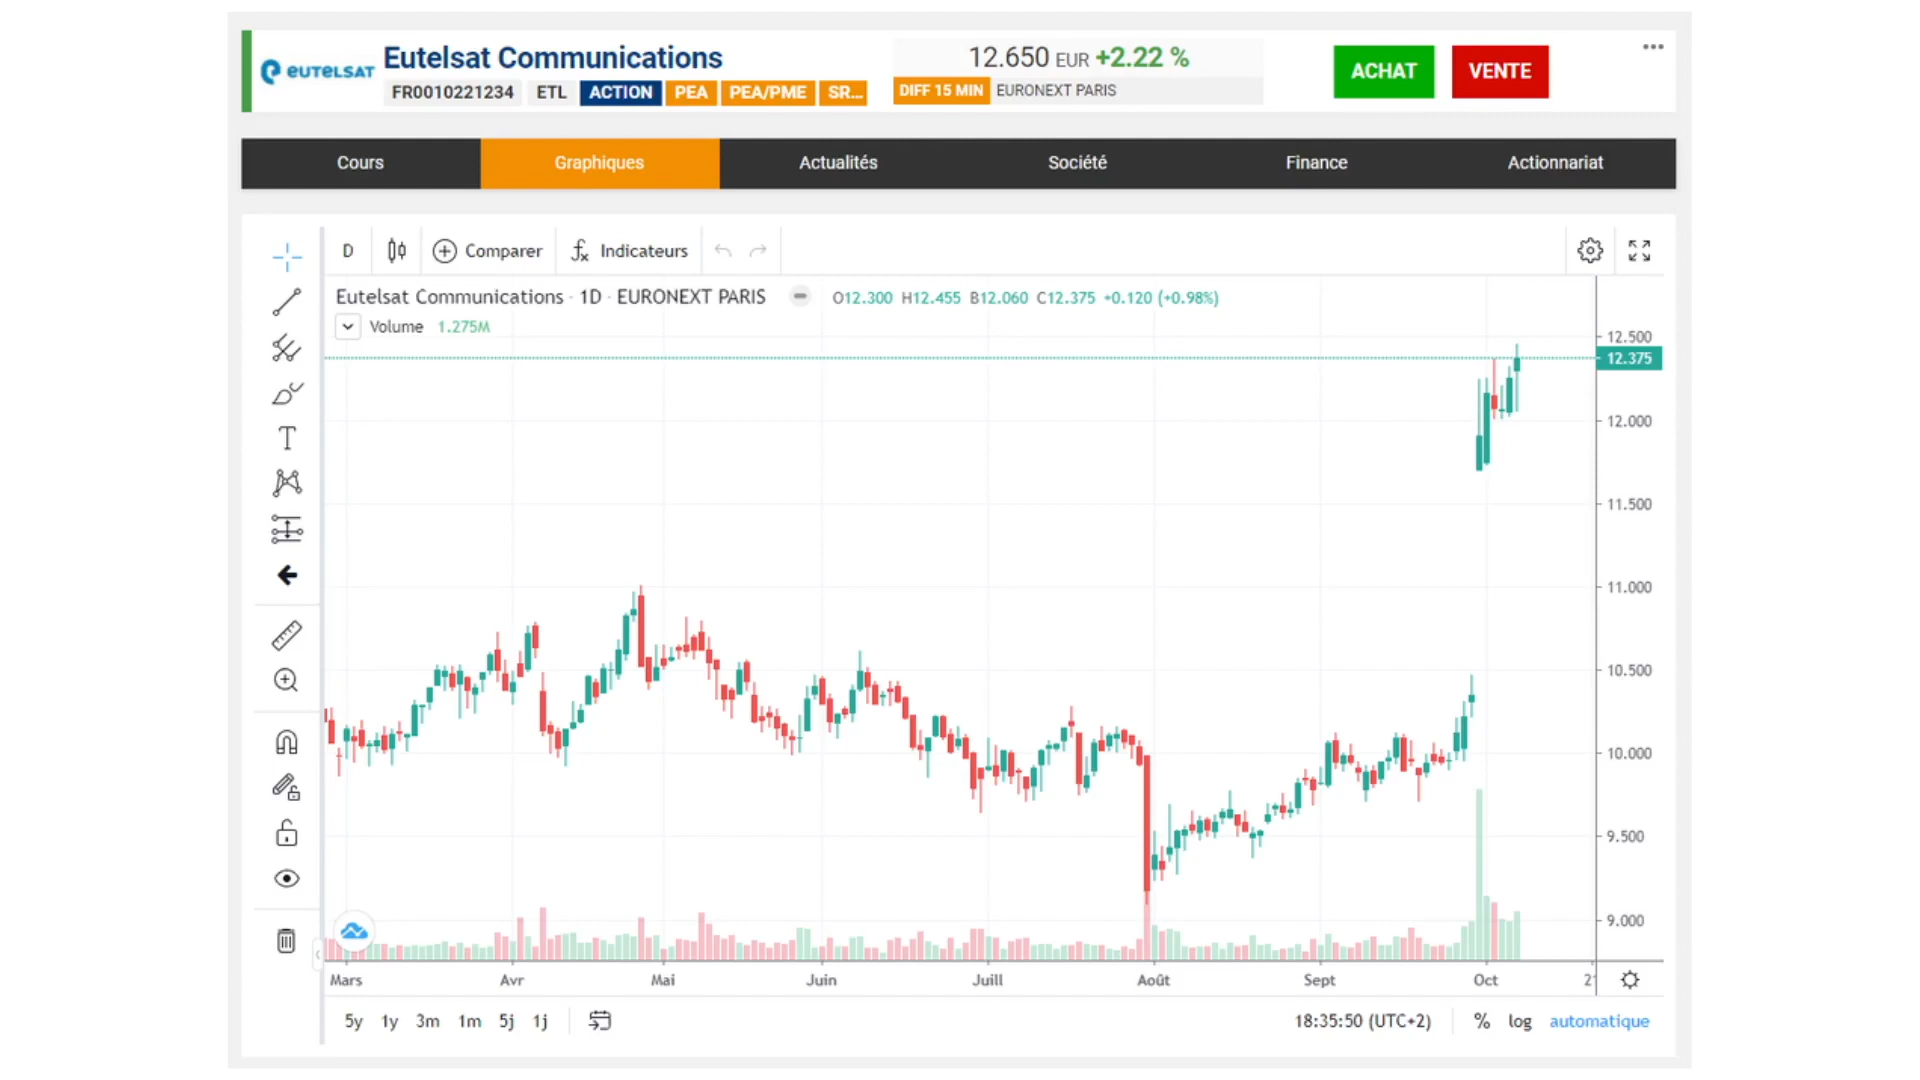 eutelsat
Eutelsat Communications
FR0010221234 ETL ACTION PEA PEA/PME SR...
12.650 EUR +2.22 %
DIFF 15 MIN EURONEXT PARIS
ACHAT VENTE
Cours Graphiques Actualités Société Finance Actionnariat
D Comparer fx Indicateurs
Eutelsat Communications · 1D · EURONEXT PARIS O12.300 H12.455 B12.060 C12.375 +0.120 (+0.98%)
Volume 1.275M
12.500
12.375
12.000
11.500
11.000
10.500
10.000
9.500
9.000
Mars Avr Mai Juin Juill Août Sept Oct
5y 1y 3m 1m 5j 1j 18:35:50 (UTC+2) % log automatique